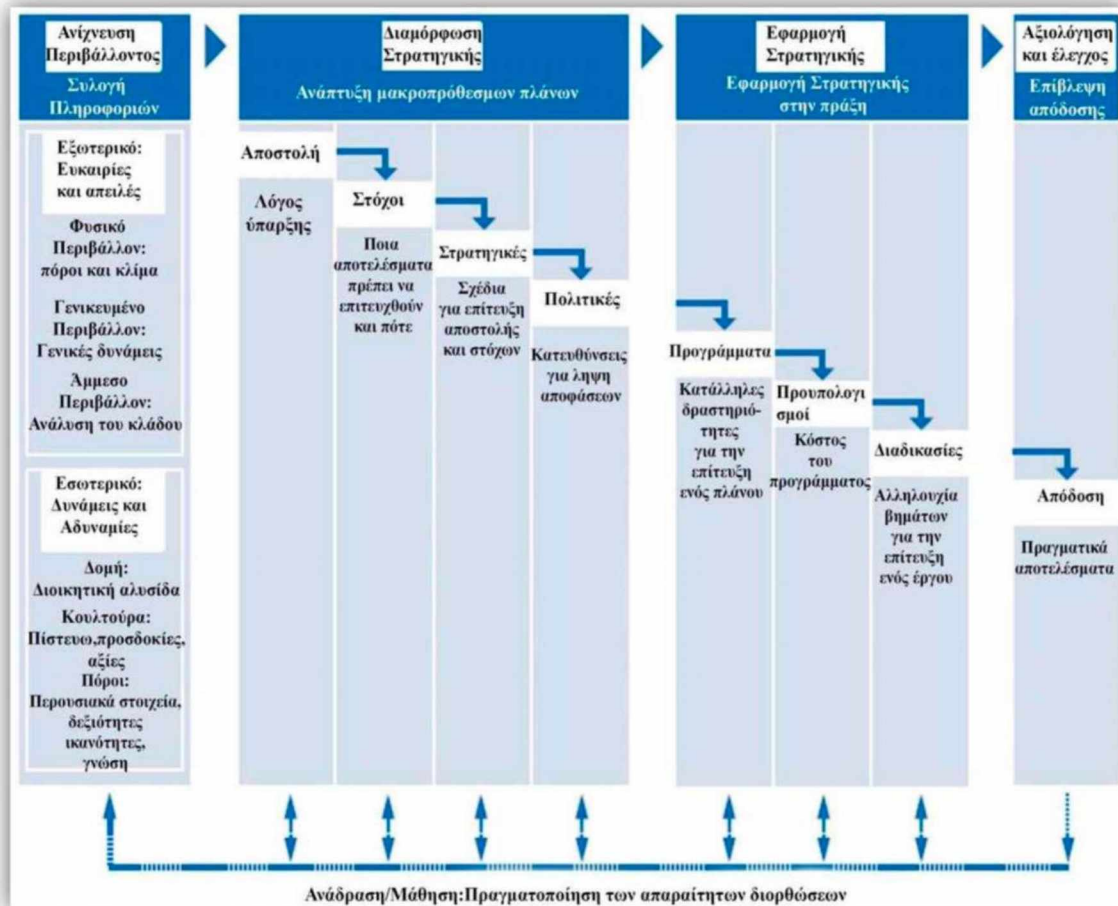 Ανίχνευση
Περιβάλλοντος
Συλογή
Πληροφοριών
Διαμόρφωση
Στρατηγικής
Ανάπτυξη μακροπρόθεσμων πλάνων
Εφαρμογή
Στρατηγικής
Εφαρμογή Στρατηγικής
στην πράξη
Αξιολόγηση
και έλεγχος
Επίβλεψη
απόδοσης
Εξωτερικό:
Ευκαιρίες
και απειλές
Φυσικό
Περιβάλλον:
πόροι και κλίμα
Γενικευμένο
Περιβάλλον:
Γενικές δυνάμεις
Άμμεσο
Περιβάλλον:
Ανάλυση του κλάδου
Εσωτερικό:
Δυνάμεις και
Αδυναμίες
Δομή:
Διοικητική αλυσίδα
Κουλτούρα:
Πίστευω,προσδοκίες,
αξίες
Πόροι:
Περουσιακά στοιχεία,
δεξιότητες
ικανότητες,
γνώση
Αποστολή
Λόγος
ύπαρξης
Στόχοι
Ποια
αποτελέσματα
πρέπει να
επιτευχθούν
και πότε
Στρατηγικές
Σχέδια
για επίτευξη
αποστολής
και στόχων
Πολιτικές
Κατευθύνσεις
για ληψη
αποφάσεων
Προγράμματα
Κατάλληλες
δραστηριό-
τητες
για την
επίτευξη
ενός πλάνου
Προυπολογι
σμοί
Κόστος
του
προγράμματος
Διαδικασίες
Αλληλουχία
βημάτων
για την
επίτευξη
ενός έργου
Απόδοση
Πραγματικά
αποτελέσματα
Ανάδραση/Μάθηση:Πραγματοποίηση των απαραίτητων διορθώσεων